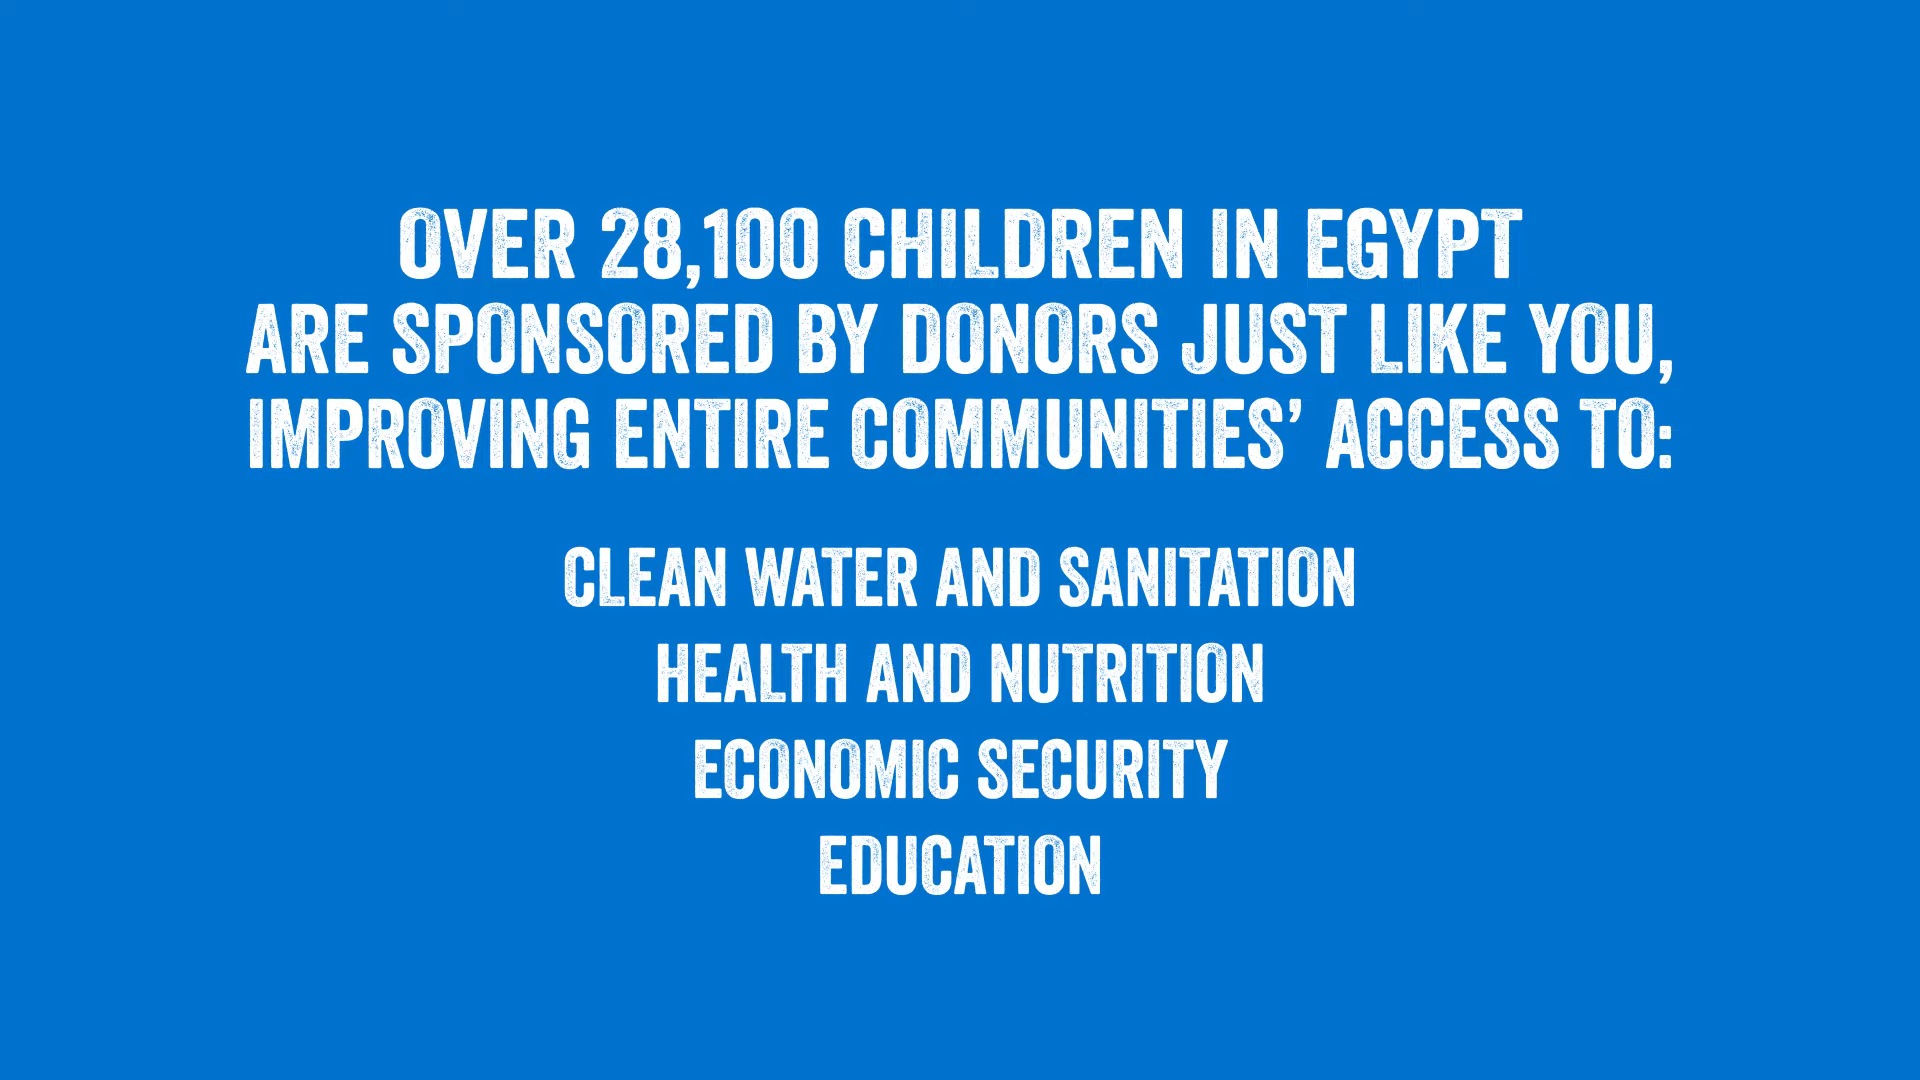 OVER 28,100 CHILDREN IN EGYPT
ARE SPONSORED BY DONORS JUST LIKE YOU,
IMPROVING ENTIRE COMMUNITIES’ ACCESS TO:
CLEAN WATER AND SANITATION
HEALTH AND NUTRITION
ECONOMIC SECURITY
EDUCATION